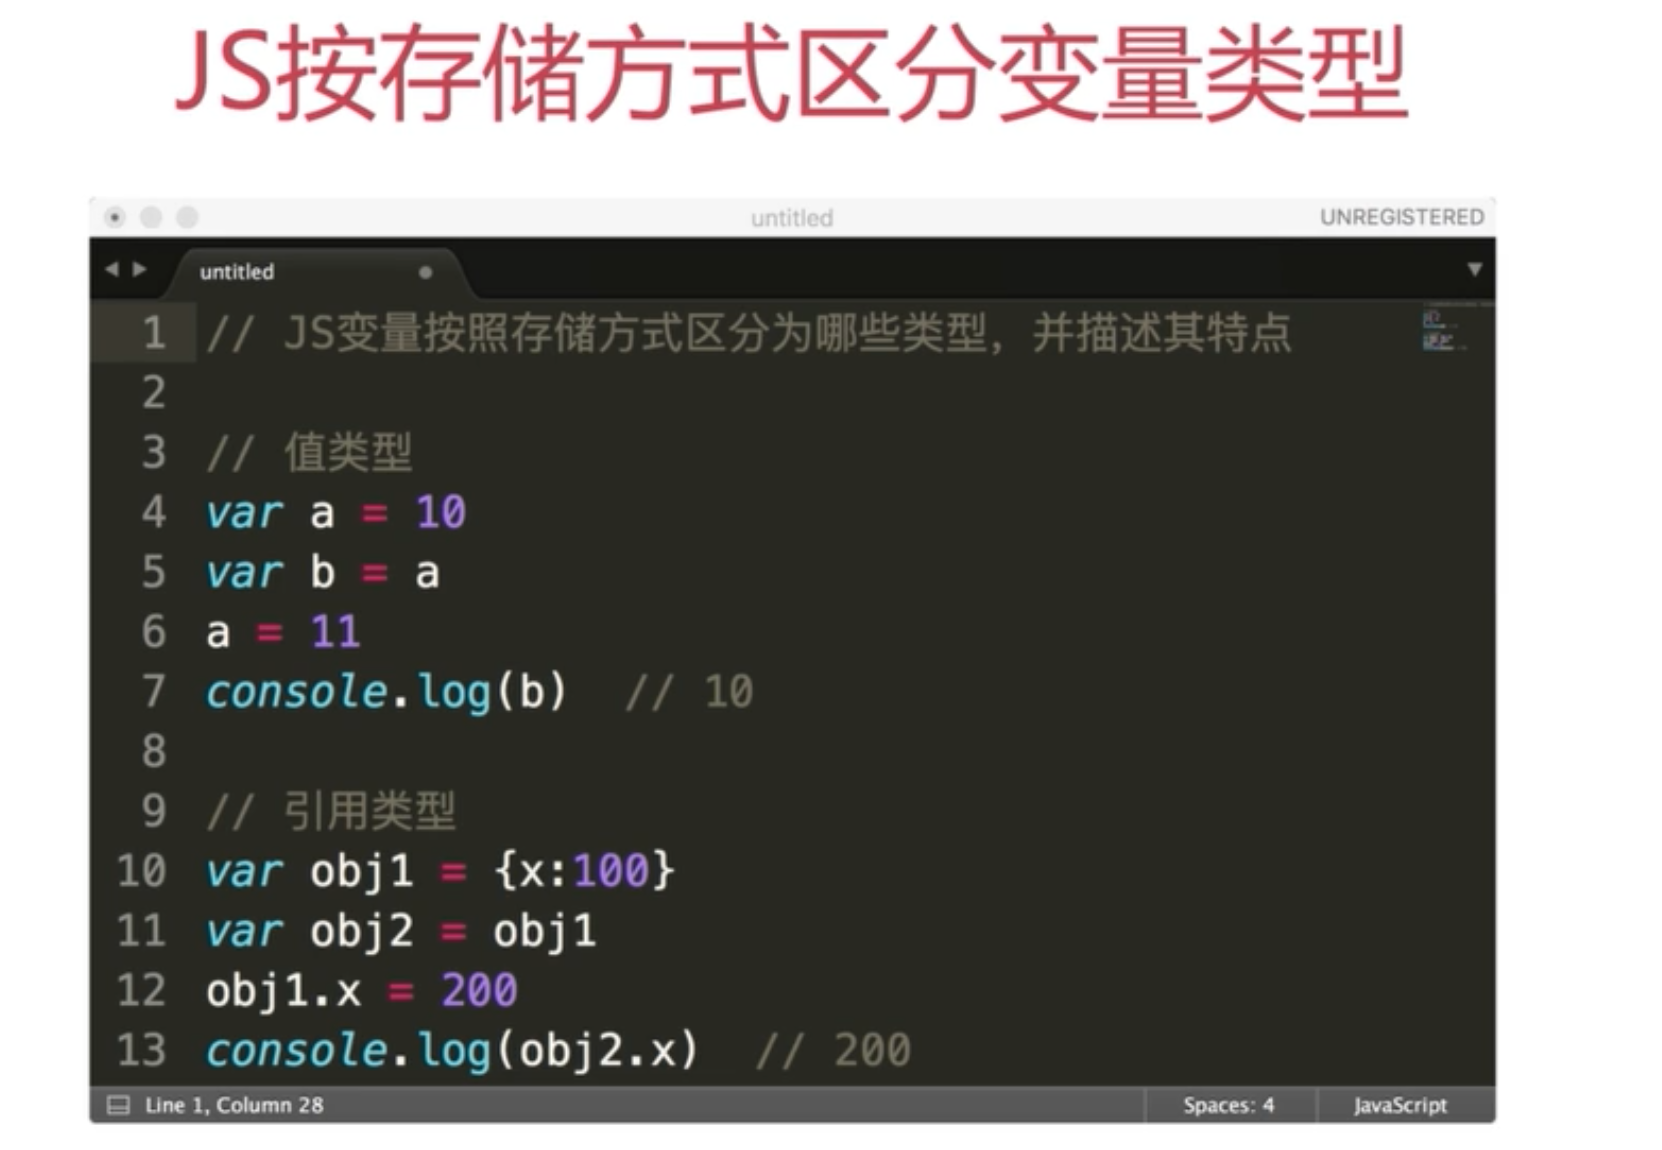 JS按存储方式区分变量类型
untitled
UNREGISTERED
untitled
1 // JS变量按照存储方式区分为哪些类型，并描述其特点
2
3 // 值类型
4 var a = 10
5 var b = a
6 a = 11
7 console.log(b)  // 10
8
9 // 引用类型
10 var obj1 = {x:100}
11 var obj2 = obj1
12 obj1.x = 200
13 console.log(obj2.x)  // 200
Line 1, Column 28
Spaces: 4
JavaScript